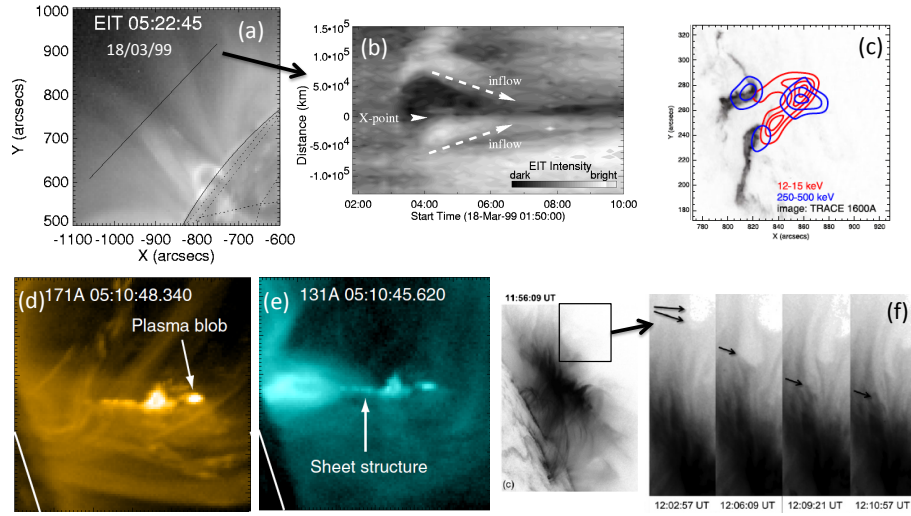 EIT 05:22:45
18/03/99
(a)
1000
900
800
700
600
500
Y (arcsecs)
-1100 -1000 -900 -800 -700 -600
X (arcsecs)
(b)
1.5•10⁵
1.0•10⁵
5.0•10⁴
0
-5.0•10⁴
-1.0•10⁵
Distance (km)
inflow
X-point
inflow
EIT Intensity
dark bright
02:00 04:00 06:00 08:00 10:00
Start Time (18-Mar-99 01:50:00)
(c)
320
300
280
260
240
220
200
180
Y (arcsecs)
12-15 keV
250-500 keV
image: TRACE 1600A
780 800 820 840 860 880 900 920
X (arcsecs)
(d)
171A 05:10:48.340
Plasma blob
(e)
131A 05:10:45.620
Sheet structure
11:56:09 UT
(c)
(f)
12:02:57 UT 12:06:09 UT 12:09:21 UT 12:10:57 UT